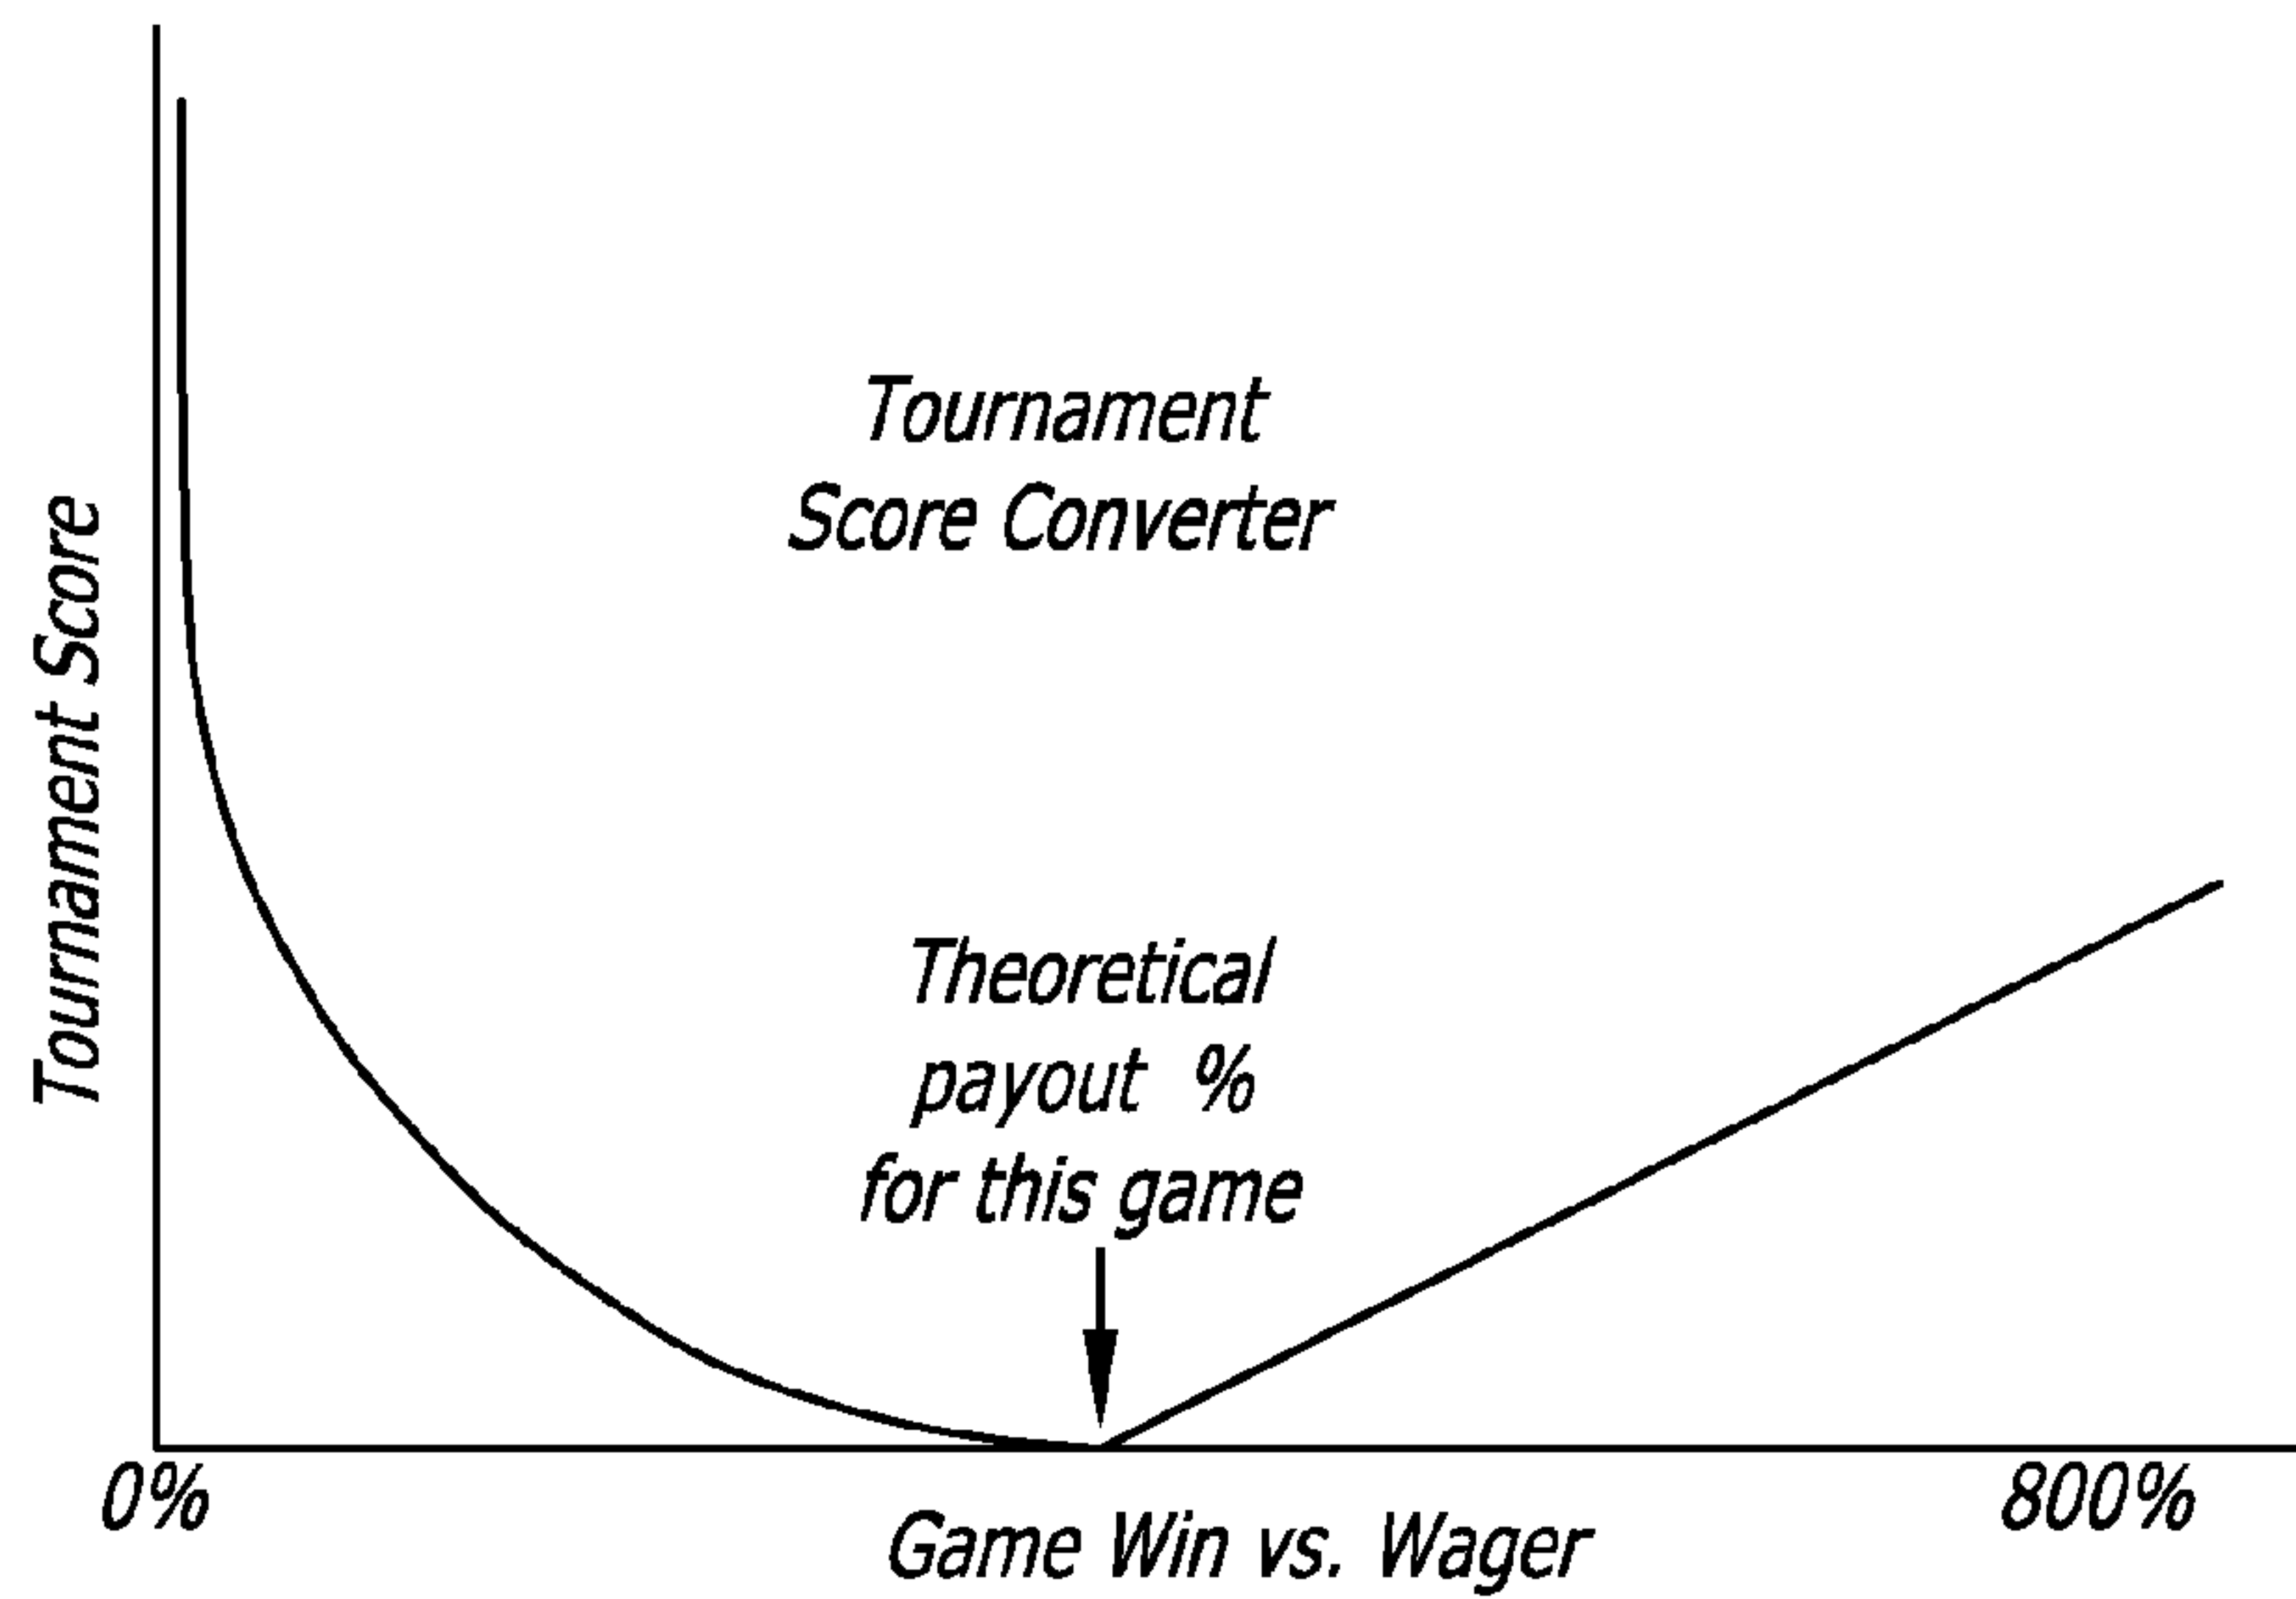 Tournament
Score Converter
Tournament Score
Theoretical
payout %
for this game
0%
800%
Game Win vs. Wager